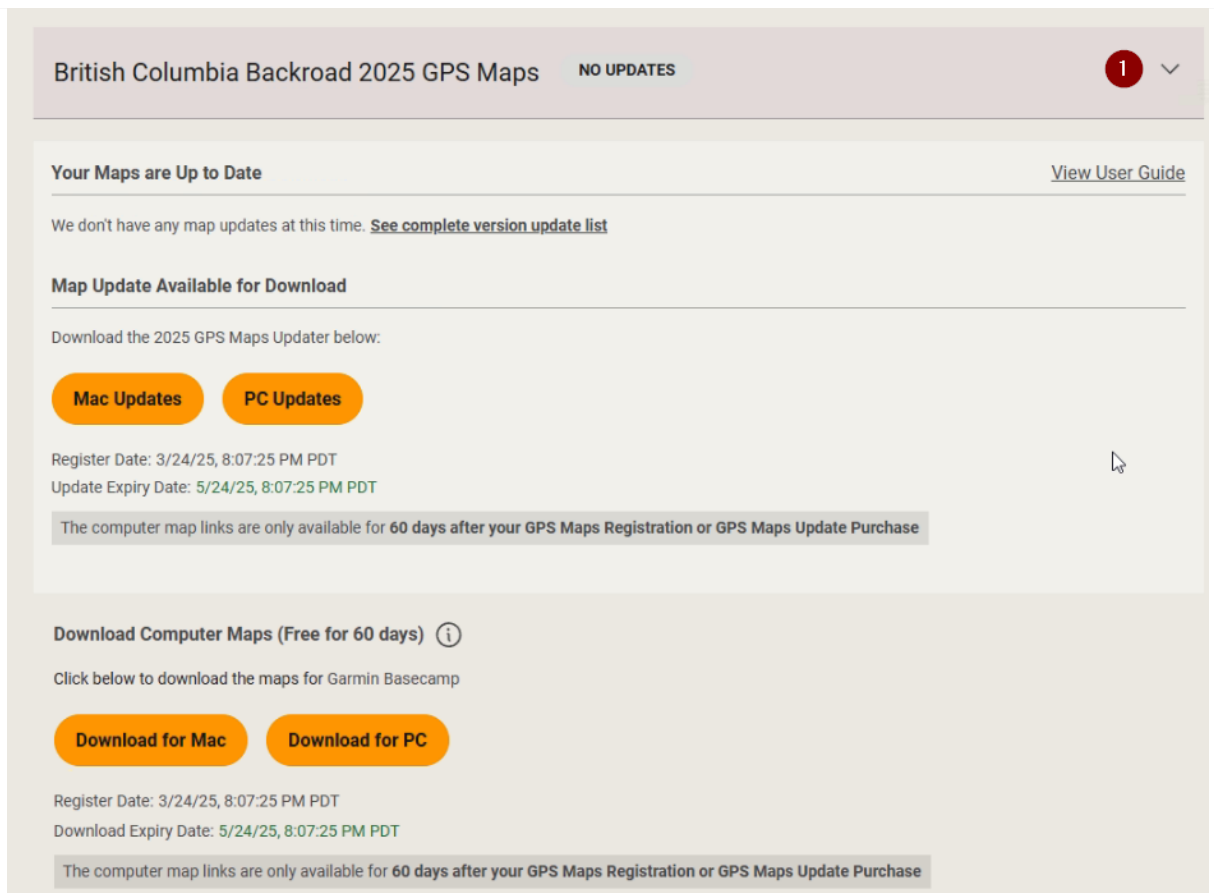 British Columbia Backroad 2025 GPS Maps NO UPDATES 1
Your Maps are Up to Date View User Guide
We don't have any map updates at this time. See complete version update list
Map Update Available for Download
Download the 2025 GPS Maps Updater below:
Mac Updates PC Updates
Register Date: 3/24/25, 8:07:25 PM PDT
Update Expiry Date: 5/24/25, 8:07:25 PM PDT
The computer map links are only available for 60 days after your GPS Maps Registration or GPS Maps Update Purchase
Download Computer Maps (Free for 60 days) i
Click below to download the maps for Garmin Basecamp
Download for Mac Download for PC
Register Date: 3/24/25, 8:07:25 PM PDT
Download Expiry Date: 5/24/25, 8:07:25 PM PDT
The computer map links are only available for 60 days after your GPS Maps Registration or GPS Maps Update Purchase